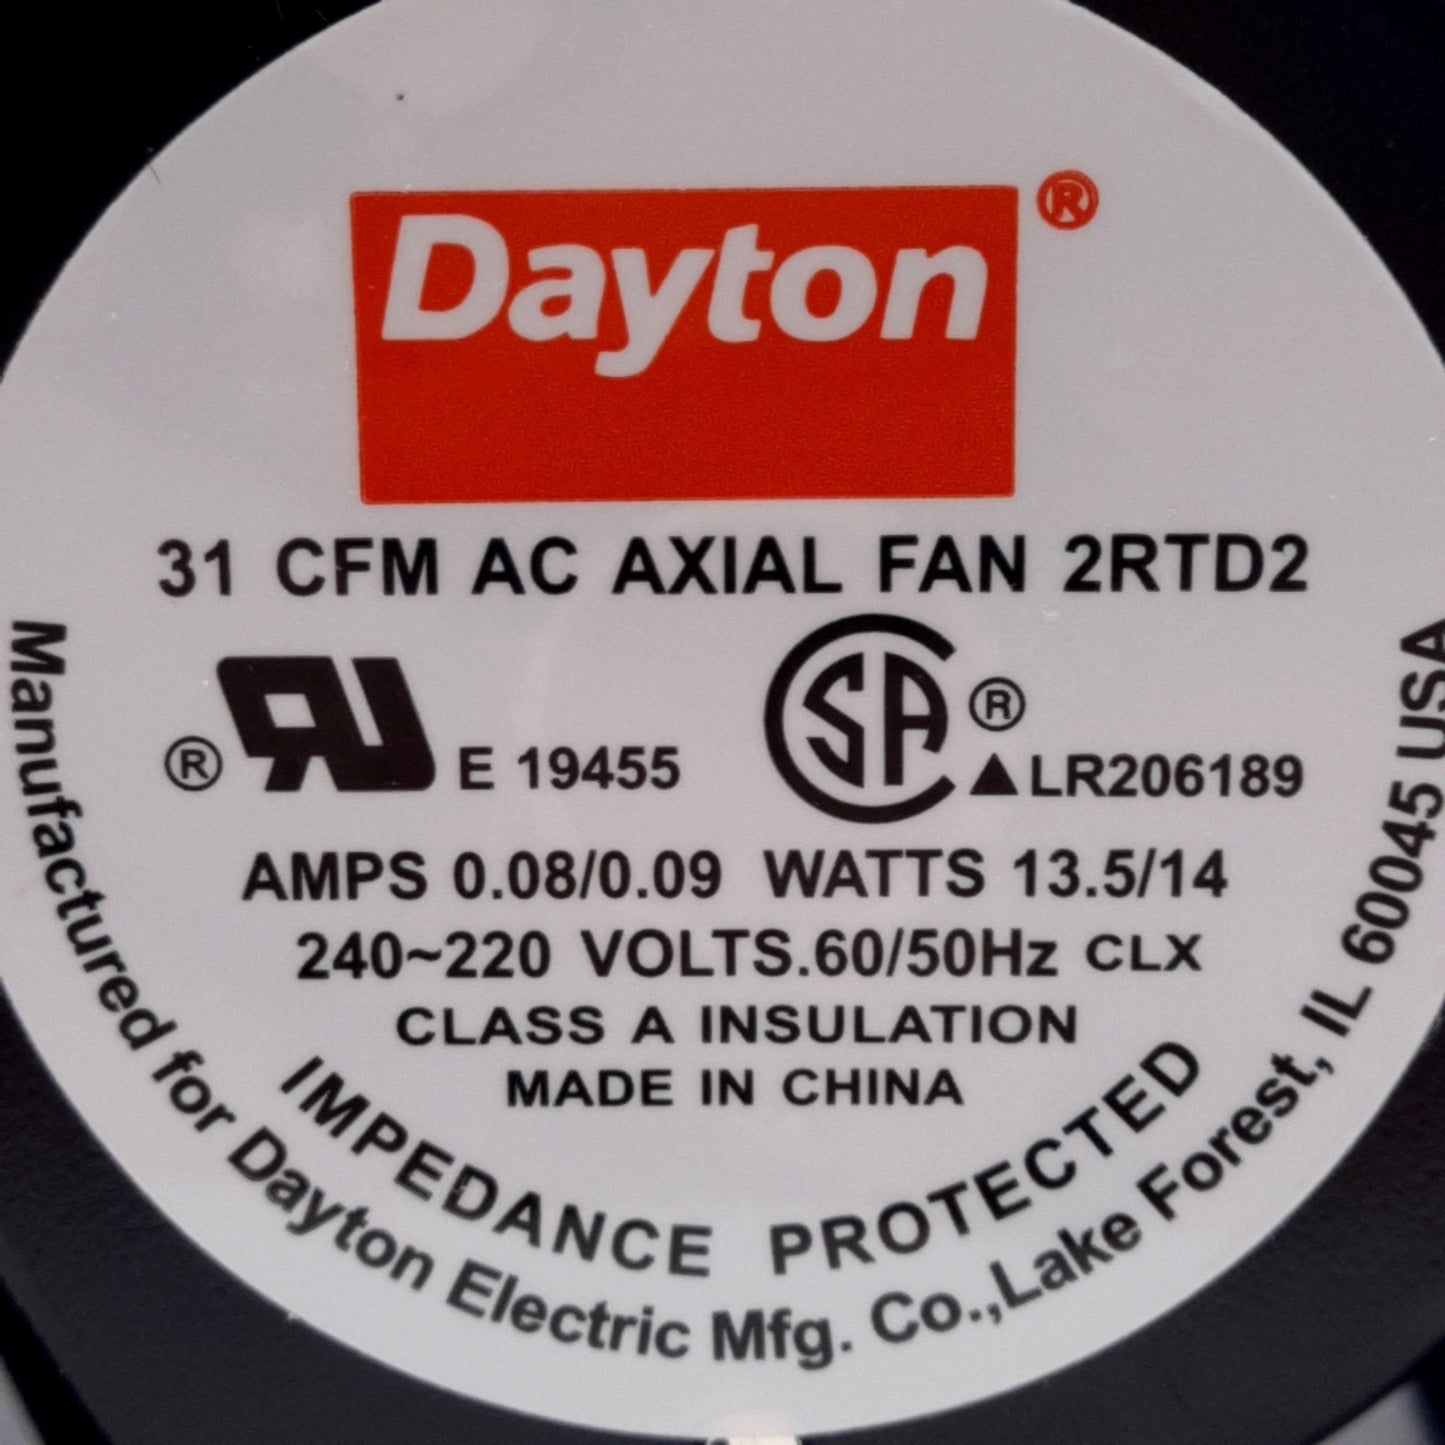 Dayton®
31 CFM AC AXIAL FAN 2RTD2
® RU E 19455
CSA ® ▲LR206189
AMPS 0.08/0.09 WATTS 13.5/14
240~220 VOLTS.60/50Hz CLX
CLASS A INSULATION
MADE IN CHINA
IMPEDANCE PROTECTED
Manufactured for Dayton Electric Mfg. Co.,Lake Forest, IL 60045 USA